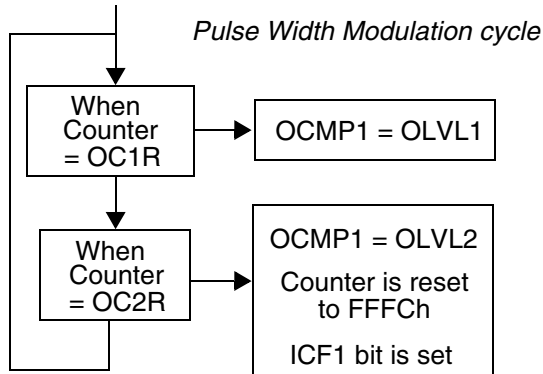 Pulse Width Modulation cycle
When
Counter
= OC1R
OCMP1 = OLVL1
When
Counter
= OC2R
OCMP1 = OLVL2
Counter is reset
to FFFCh
ICF1 bit is set